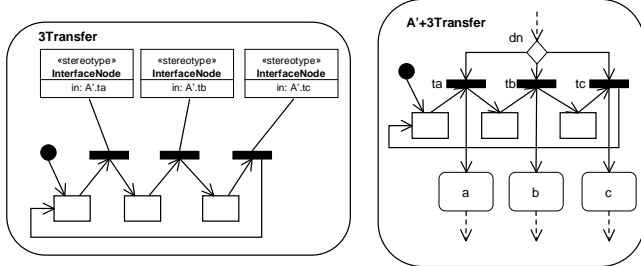 3Transfer
«stereotype» «stereotype» «stereotype»
InterfaceNode InterfaceNode InterfaceNode
in: A'.ta in: A'.tb in: A'.tc
A'+3Transfer
dn
ta tb tc
a b c